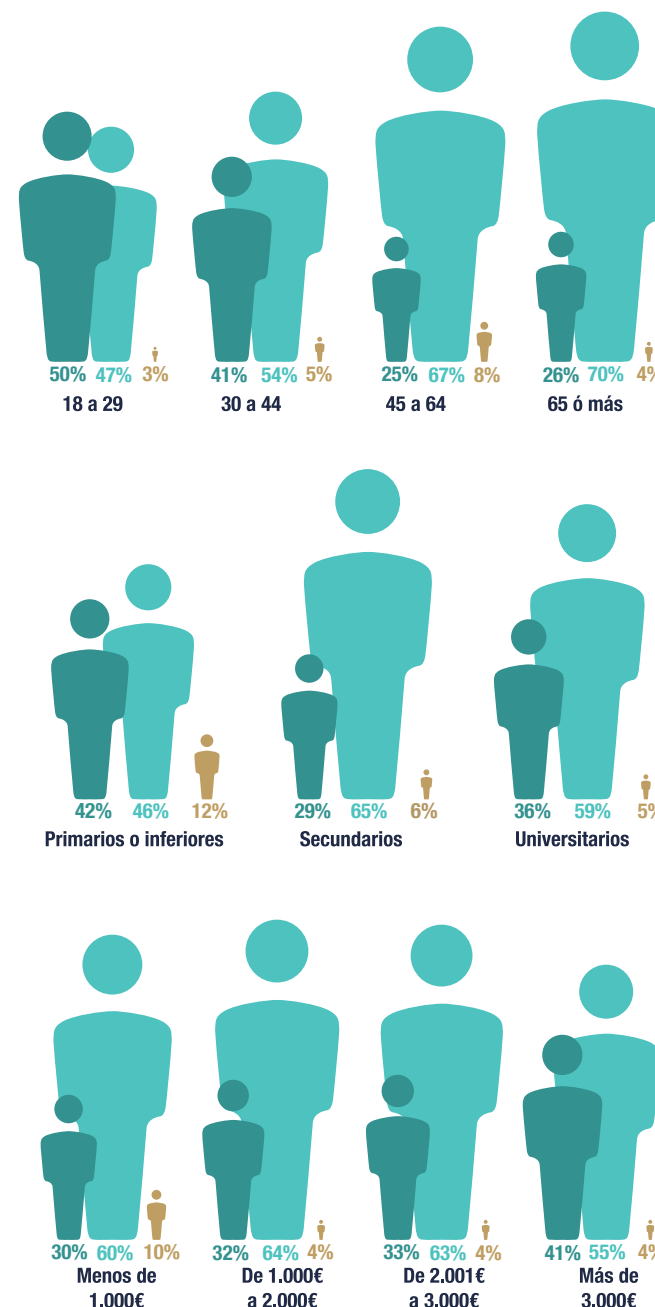 50% 47% 3%
41% 54% 5%
25% 67% 8%
26% 70% 4%
18 a 29
30 a 44
45 a 64
65 ó más
42% 46% 12%
29% 65% 6%
36% 59% 5%
Primarios o inferiores
Secundarios
Universitarios
30% 60% 10%
32% 64% 4%
33% 63% 4%
41% 55% 4%
Menos de
1.000€
De 1.000€
a 2.000€
De 2.001€
a 3.000€
Más de
3.000€